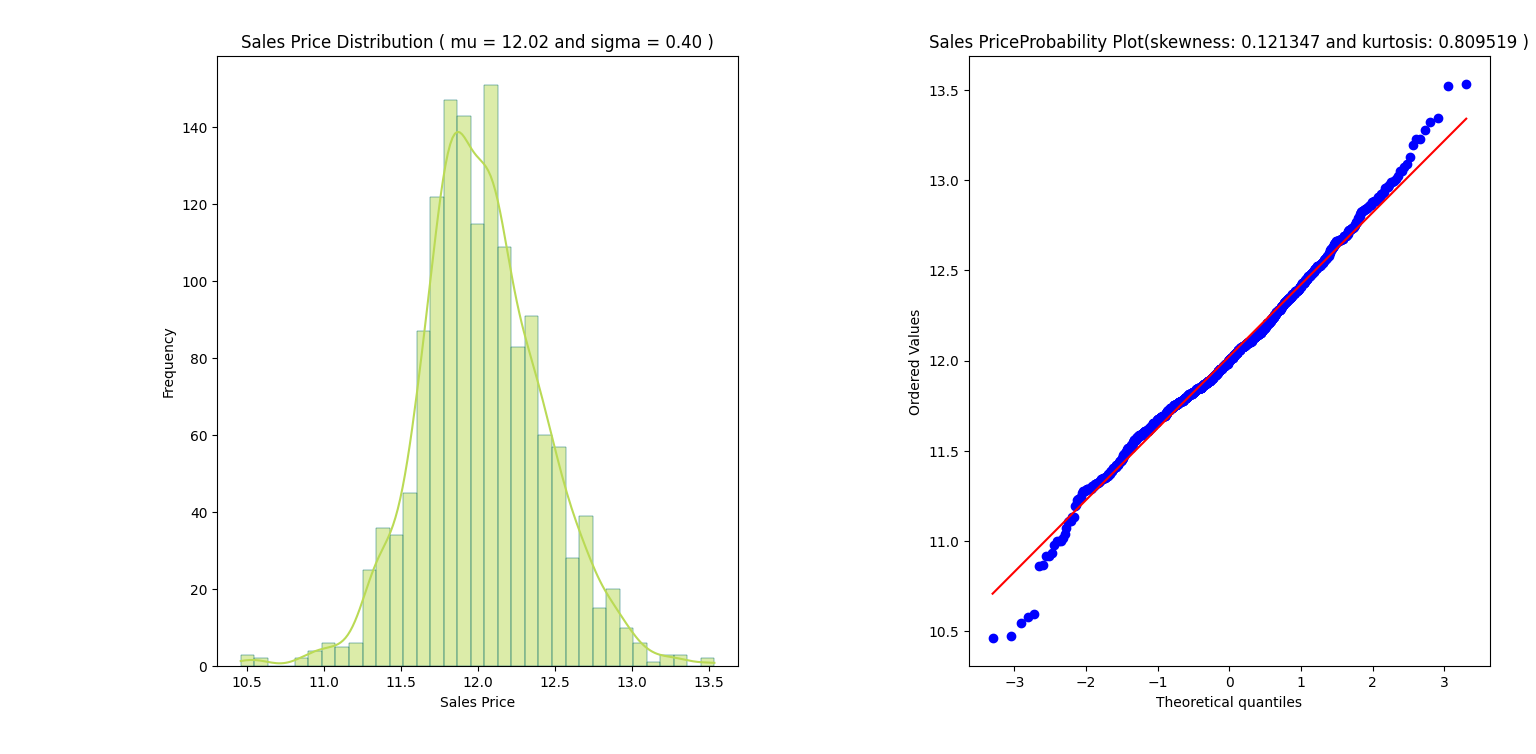 Sales Price Distribution ( mu = 12.02 and sigma = 0.40 )
Frequency
140
120
100
80
60
40
20
0
10.5 11.0 11.5 12.0 12.5 13.0 13.5
Sales Price
Sales PriceProbability Plot(skewness: 0.121347 and kurtosis: 0.809519 )
Ordered Values
13.5
13.0
12.5
12.0
11.5
11.0
10.5
−3 −2 −1 0 1 2 3
Theoretical quantiles